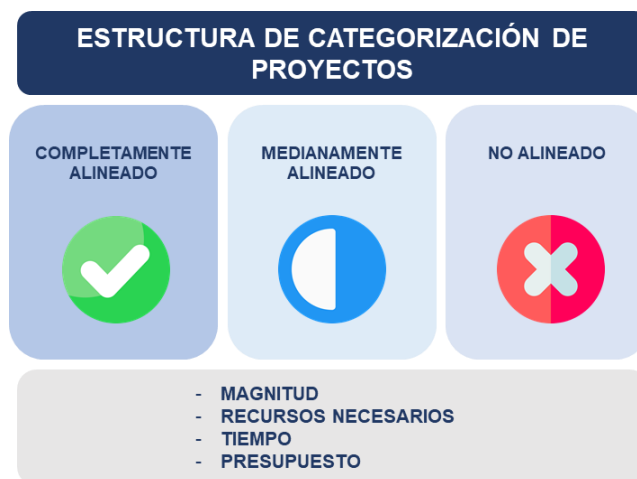 ESTRUCTURA DE CATEGORIZACIÓN DE
PROYECTOS
COMPLETAMENTE
ALINEADO
MEDIANAMENTE
ALINEADO
NO ALINEADO
- MAGNITUD
- RECURSOS NECESARIOS
- TIEMPO
- PRESUPUESTO